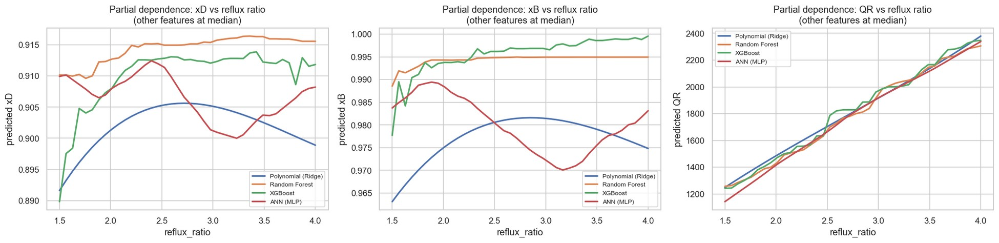 Partial dependence: xD vs reflux ratio
(other features at median)
predicted xD
0.915
0.910
0.905
0.900
0.895
0.890
Polynomial (Ridge)
Random Forest
XGBoost
ANN (MLP)
1.5 2.0 2.5 3.0 3.5 4.0
reflux_ratio
Partial dependence: xB vs reflux ratio
(other features at median)
predicted xB
1.000
0.995
0.990
0.985
0.980
0.975
0.970
0.965
Polynomial (Ridge)
Random Forest
XGBoost
ANN (MLP)
1.5 2.0 2.5 3.0 3.5 4.0
reflux_ratio
Partial dependence: QR vs reflux ratio
(other features at median)
predicted QR
2400
2200
2000
1800
1600
1400
1200
Polynomial (Ridge)
Random Forest
XGBoost
ANN (MLP)
1.5 2.0 2.5 3.0 3.5 4.0
reflux_ratio